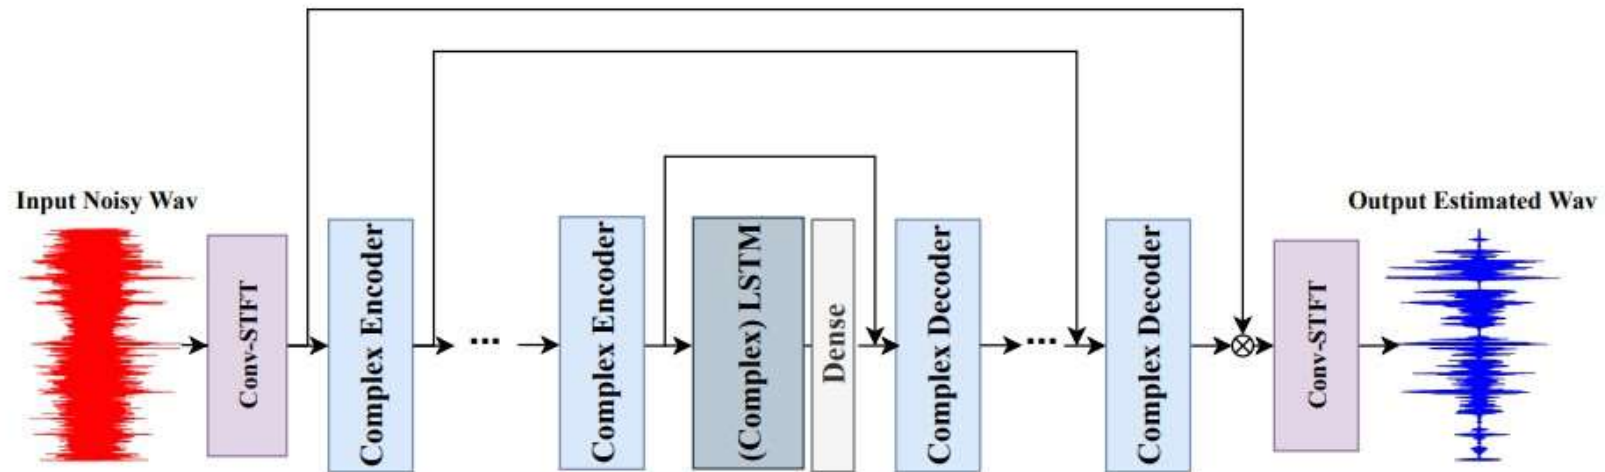 Input Noisy Wav
Conv-STFT
Complex Encoder
...
Complex Encoder
(Complex) LSTM
Dense
Complex Decoder
...
Complex Decoder
Conv-STFT
Output Estimated Wav